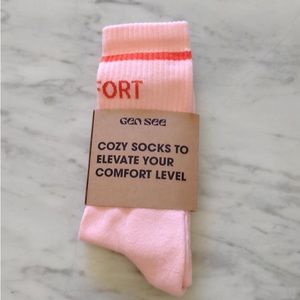 FORT
Gen See
COZY SOCKS TO
ELEVATE YOUR
COMFORT LEVEL